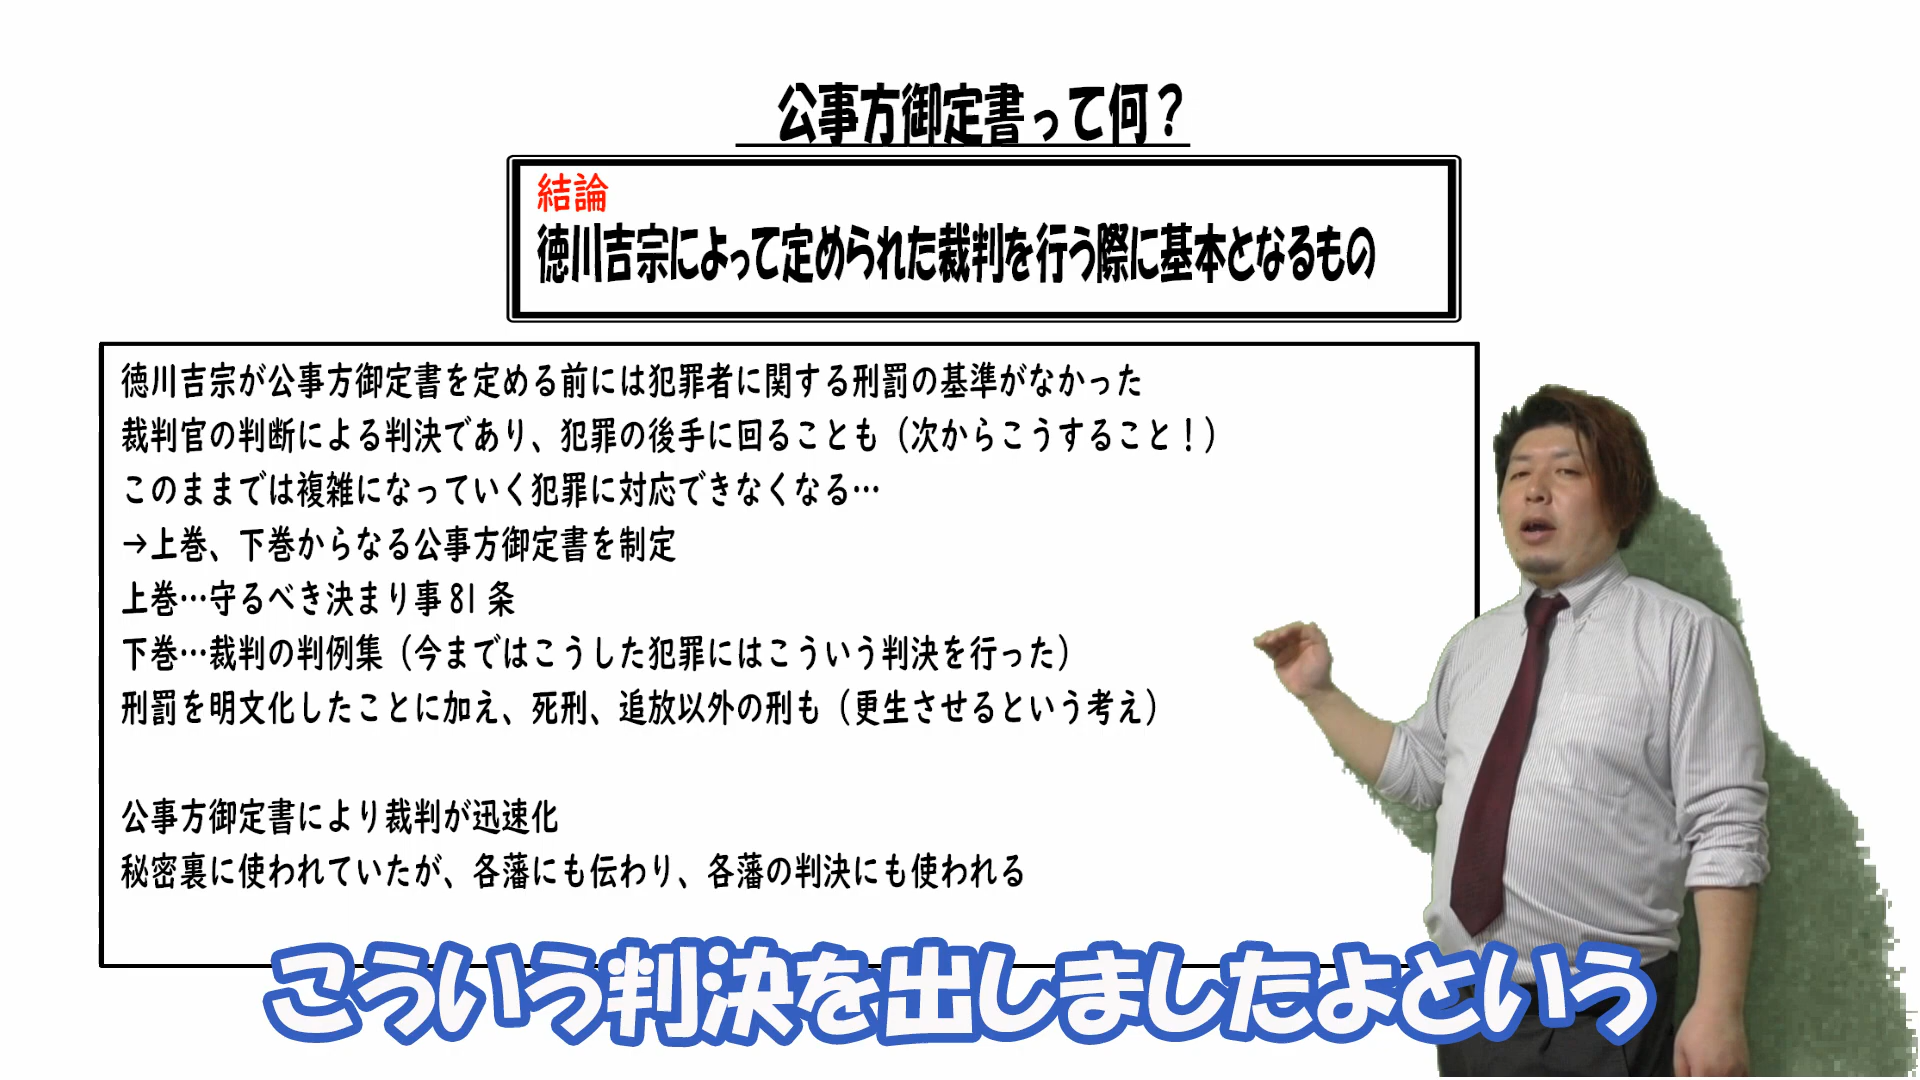 公事方御定書って何？
結論
徳川吉宗によって定められた裁判を行う際に基本となるもの
徳川吉宗が公事方御定書を定める前には犯罪者に関する刑罰の基準がなかった
裁判官の判断による判決であり、犯罪の後手に回ることも（次からこうすること！）
このままでは複雑になっていく犯罪に対応できなくなる…
→上巻、下巻からなる公事方御定書を制定
上巻…守るべき決まり事81条
下巻…裁判の判例集（今まではこうした犯罪にはこういう判決を行った）
刑罰を明文化したことに加え、死刑、追放以外の刑も（更生させるという考え）
公事方御定書により裁判が迅速化
秘密裏に使われていたが、各藩にも伝わり、各藩の判決にも使われる
こういう判決を出しましたよという